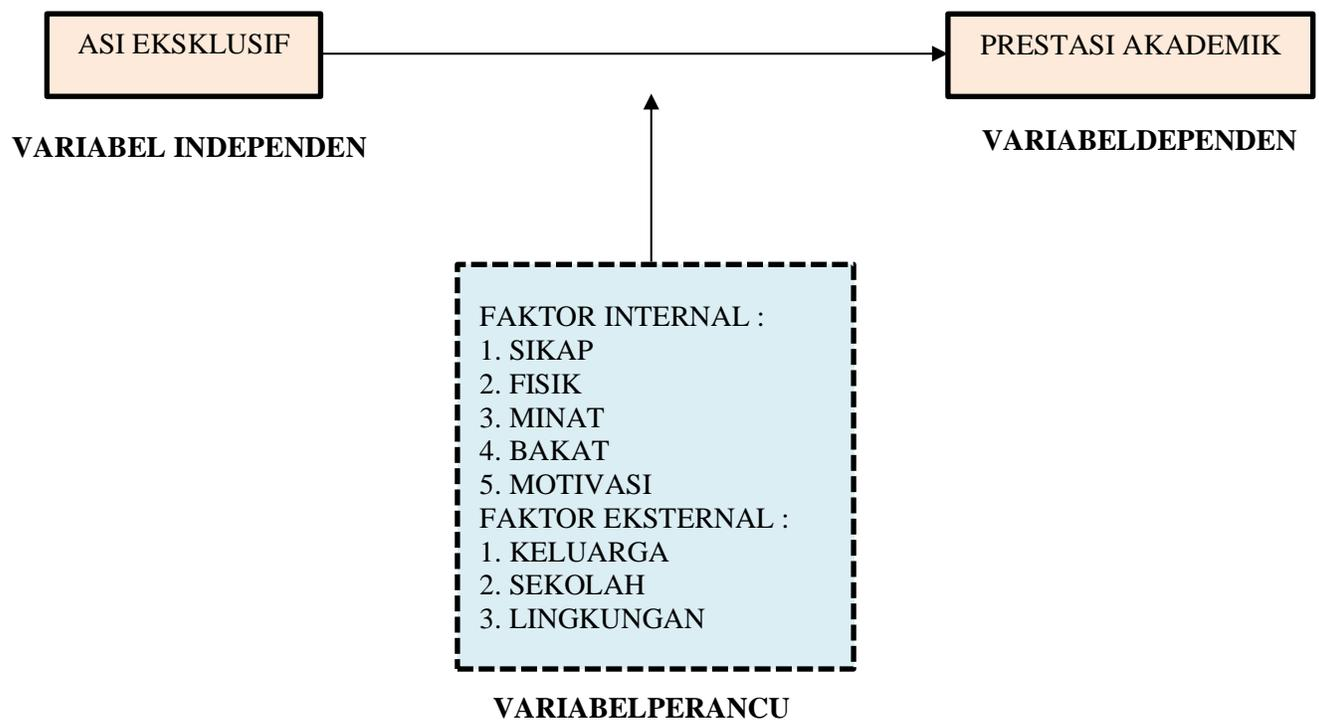 ASI EKSKLUSIF
PRESTASI AKADEMIK
VARIABEL INDEPENDEN
VARIABELDEPENDEN
FAKTOR INTERNAL :
1. SIKAP
2. FISIK
3. MINAT
4. BAKAT
5. MOTIVASI
FAKTOR EKSTERNAL :
1. KELUARGA
2. SEKOLAH
3. LINGKUNGAN
VARIABELPERANCU